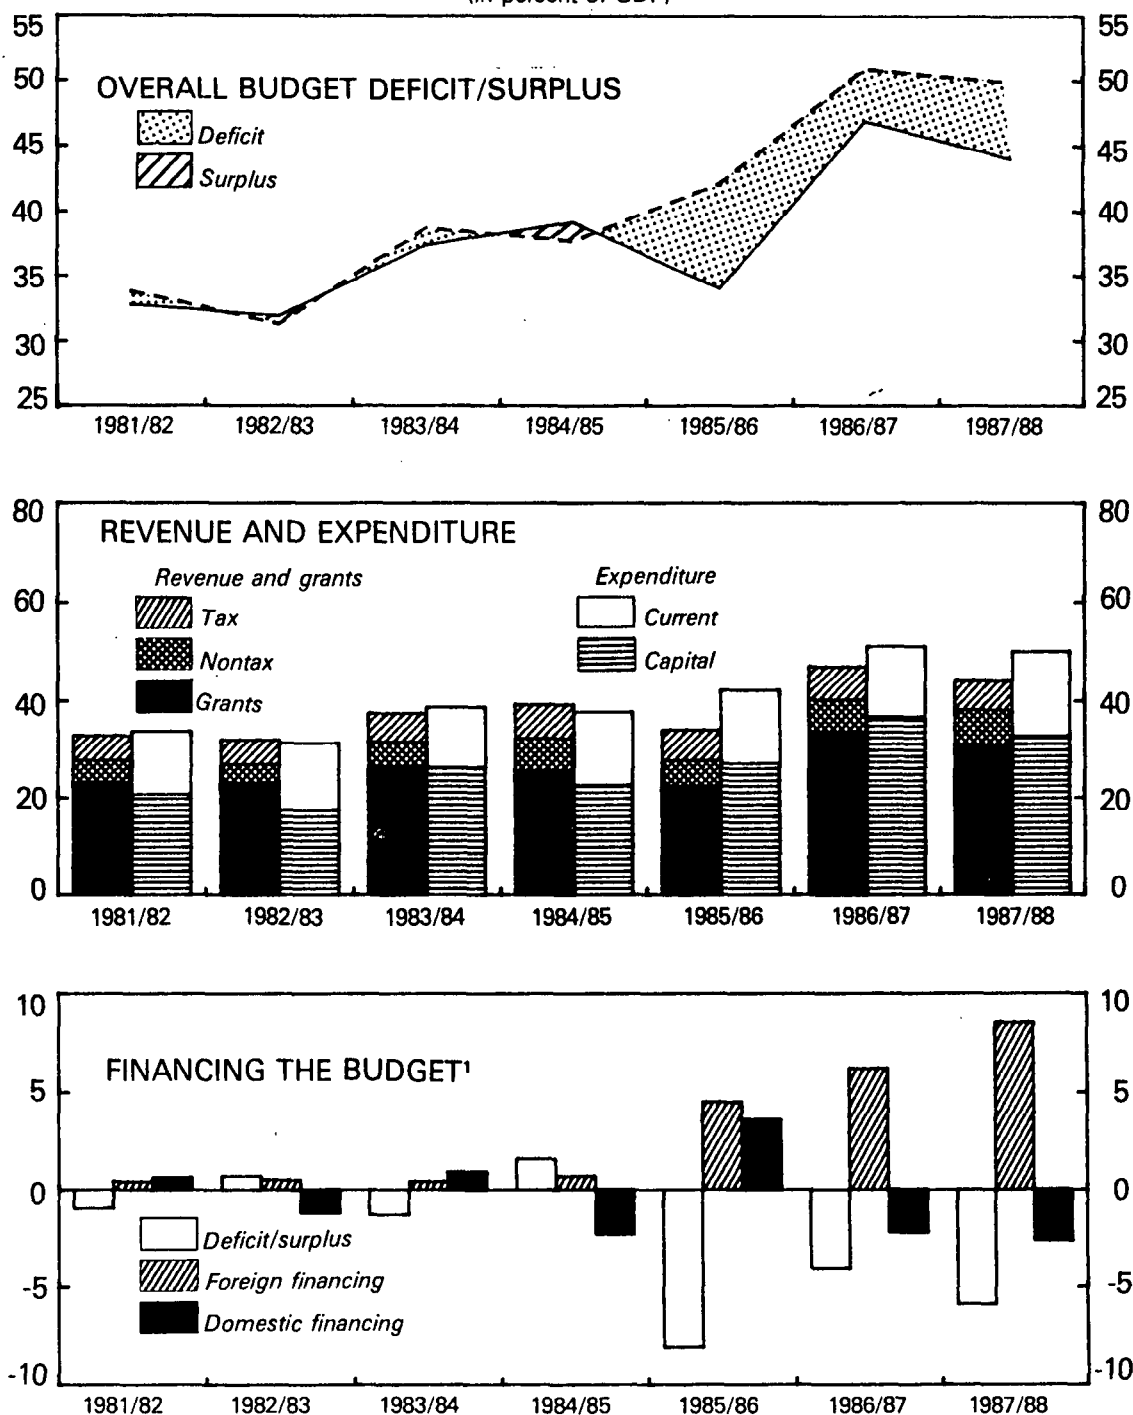 (In percent of GDP)
OVERALL BUDGET DEFICIT/SURPLUS
Deficit
Surplus
55 50 45 40 35 30 25
55 50 45 40 35 30 25
1981/82 1982/83 1983/84 1984/85 1985/86 1986/87 1987/88
REVENUE AND EXPENDITURE
Revenue and grants
Tax
Nontax
Grants
Expenditure
Current
Capital
80 60 40 20 0
80 60 40 20 0
1981/82 1982/83 1983/84 1984/85 1985/86 1986/87 1987/88
FINANCING THE BUDGET¹
Deficit/surplus
Foreign financing
Domestic financing
10 5 0 -5 -10
10 5 0 -5 -10
1981/82 1982/83 1983/84 1984/85 1985/86 1986/87 1987/88